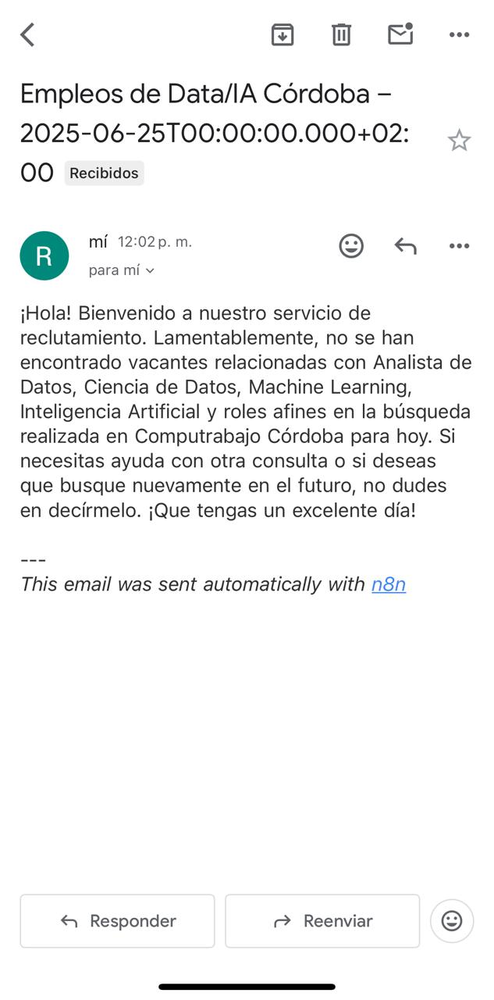 Empleos de Data/IA Córdoba –
2025-06-25T00:00:00.000+02:
00 Recibidos
R
mí 12:02 p. m.
para mí
¡Hola! Bienvenido a nuestro servicio de
reclutamiento. Lamentablemente, no se han
encontrado vacantes relacionadas con Analista de
Datos, Ciencia de Datos, Machine Learning,
Inteligencia Artificial y roles afines en la búsqueda
realizada en Computrabajo Córdoba para hoy. Si
necesitas ayuda con otra consulta o si deseas
que busque nuevamente en el futuro, no dudes
en decírmelo. ¡Que tengas un excelente día!
---
This email was sent automatically with n8n
Responder
Reenviar